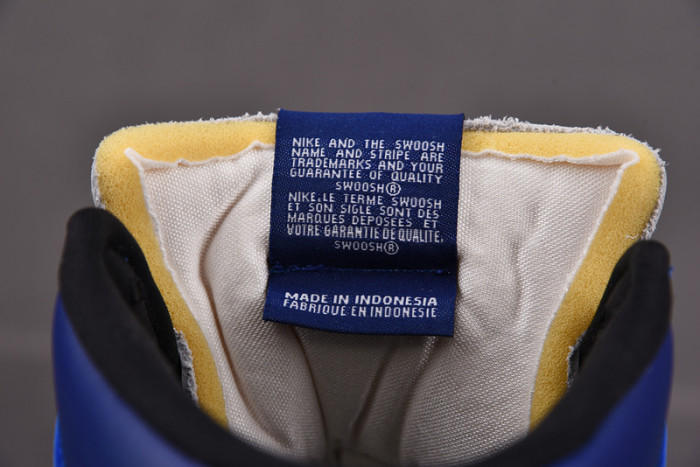 NIKE AND THE SWOOSH
NAME AND STRIPE ARE
TRADEMARKS AND YOUR
GUARANTEE OF QUALITY
SWOOSH®
NIKE, LE TERME SWOOSH
ET SON SIGLE SONT DES
MARQUES DEPOSEES ET
VOTRE GARANTIE DE QUALITE.
SWOOSH®
MADE IN INDONESIA
FABRIQUE EN INDONESIE